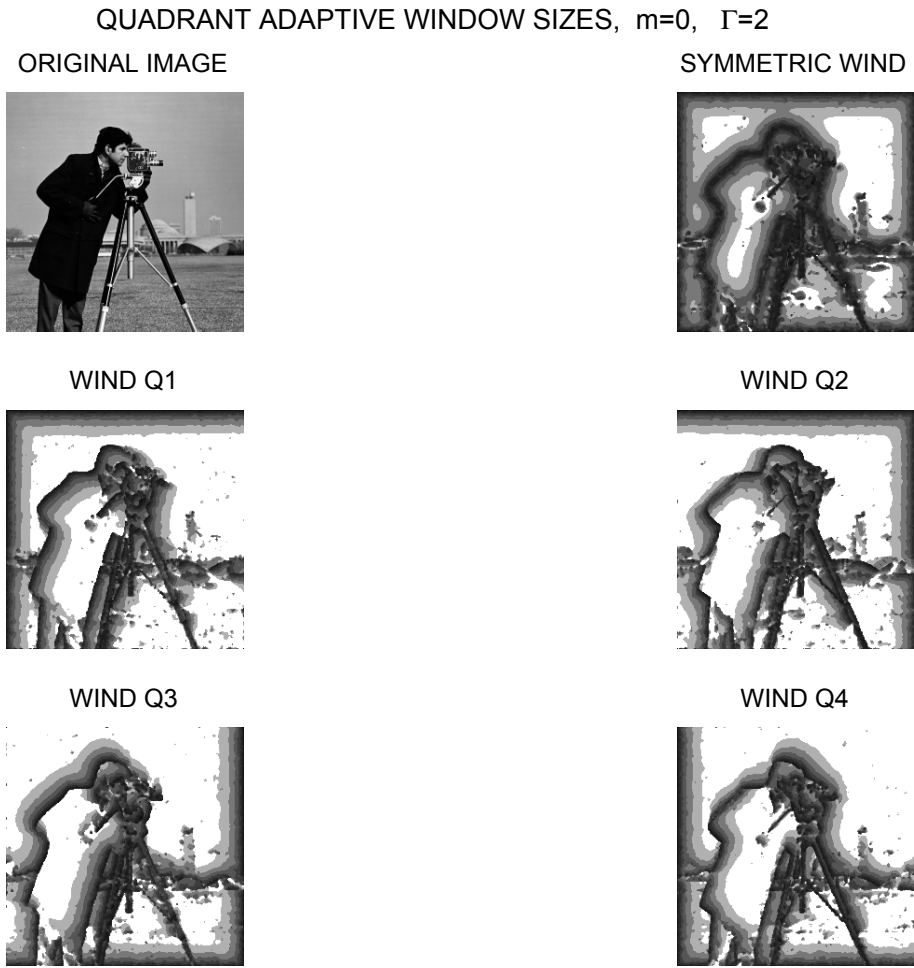 QUADRANT ADAPTIVE WINDOW SIZES, m=0, Γ=2
ORIGINAL IMAGE
SYMMETRIC WIND
WIND Q1
WIND Q2
WIND Q3
WIND Q4